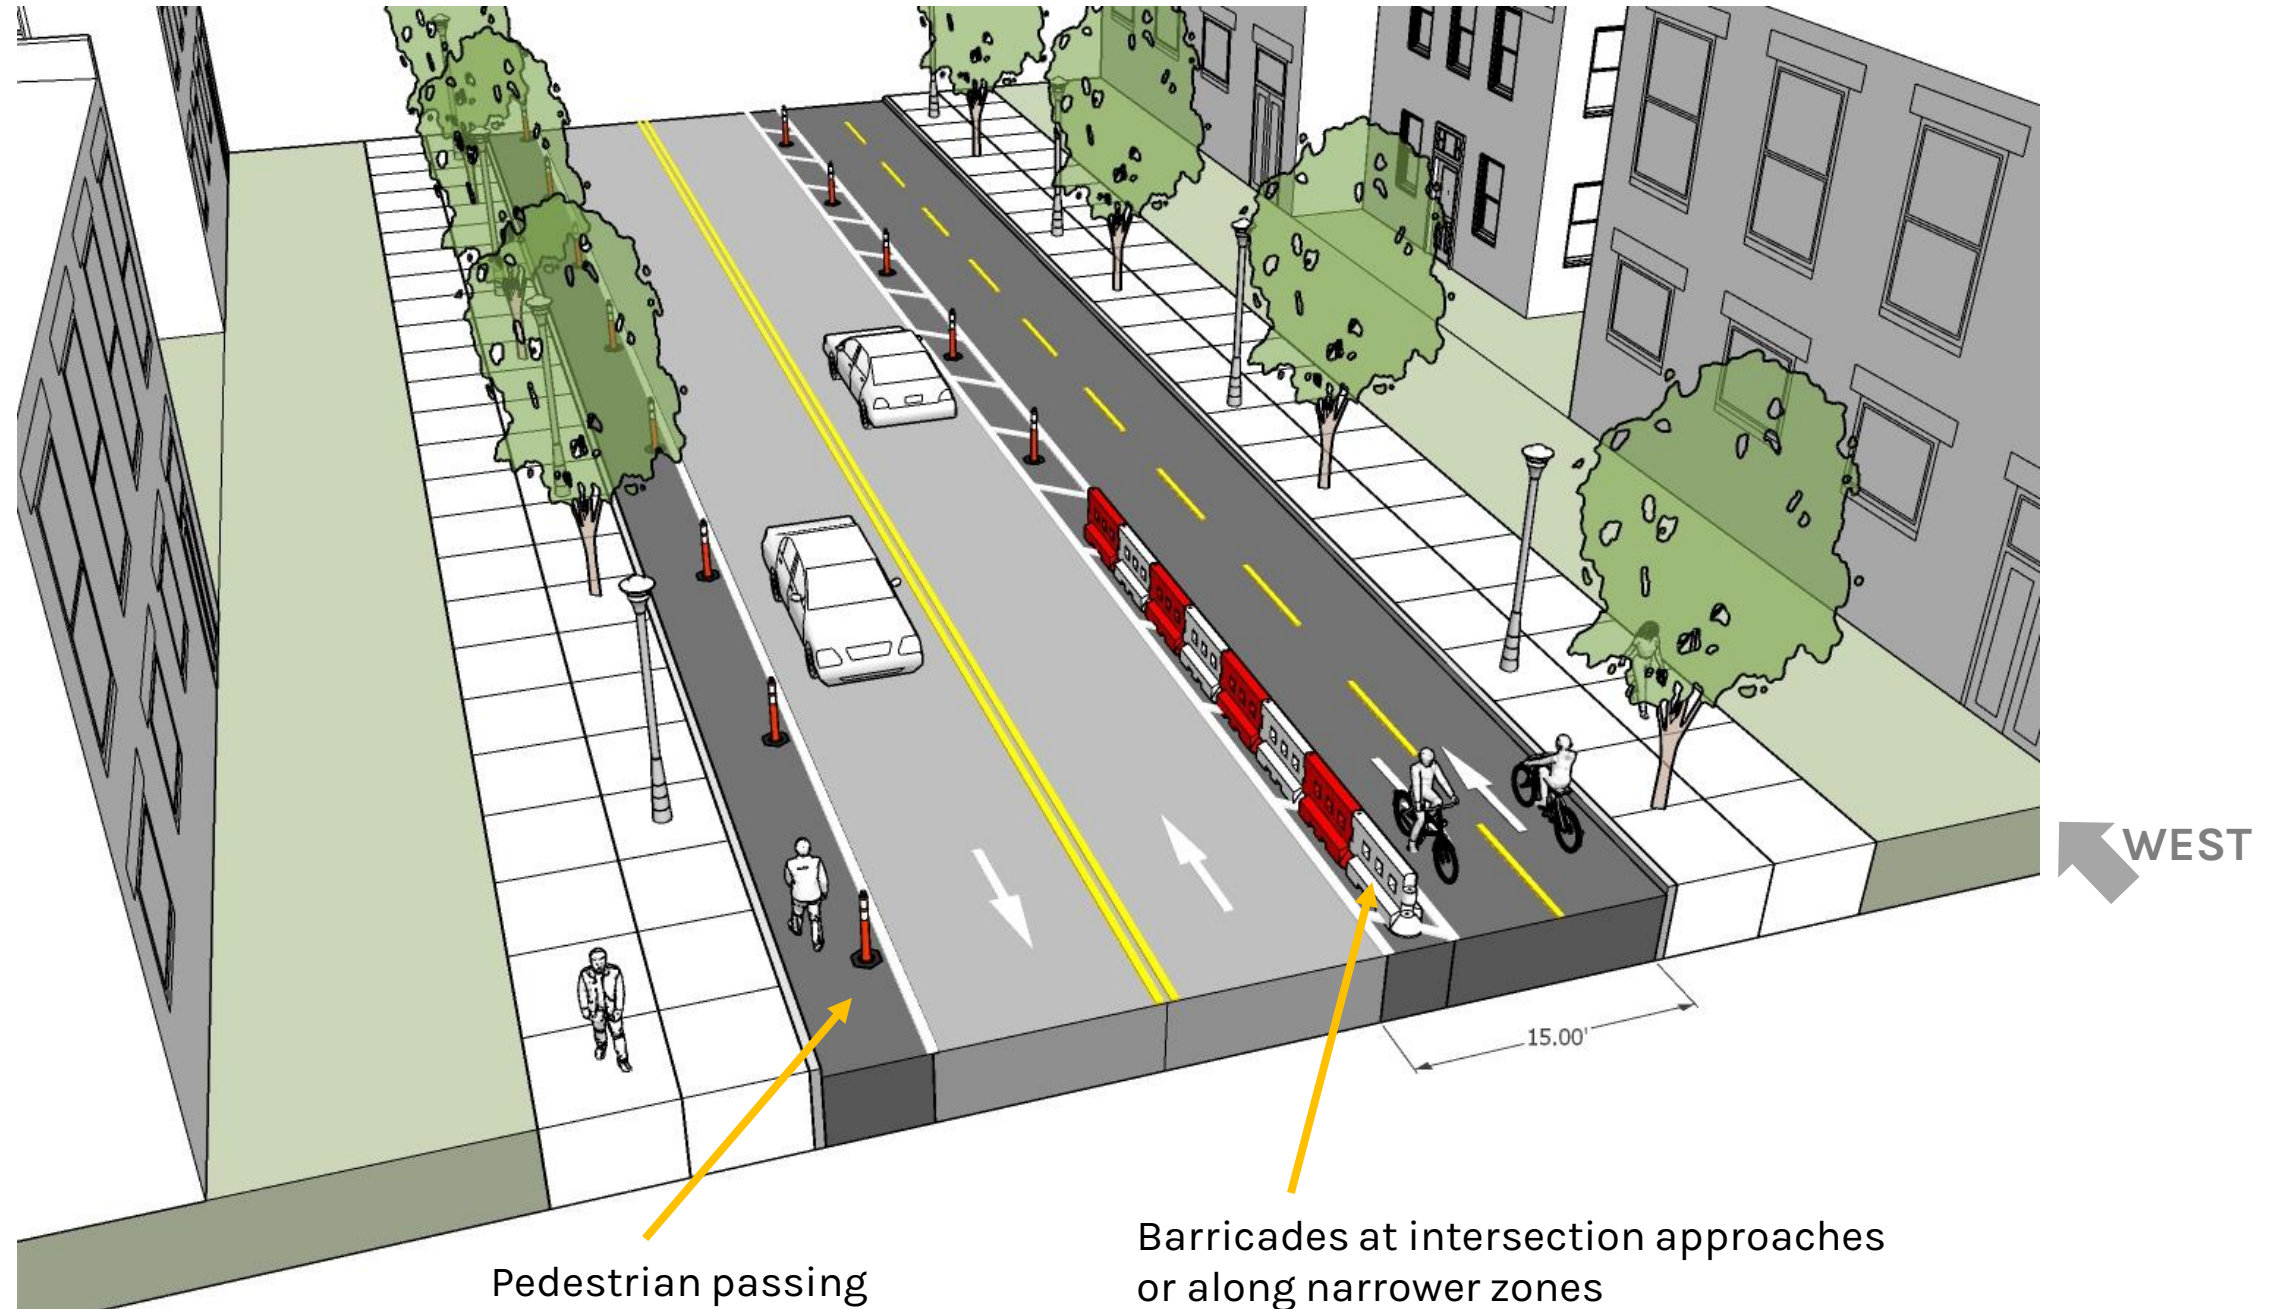 WEST
15.00'
Pedestrian passing
Barricades at intersection approaches
or along narrower zones